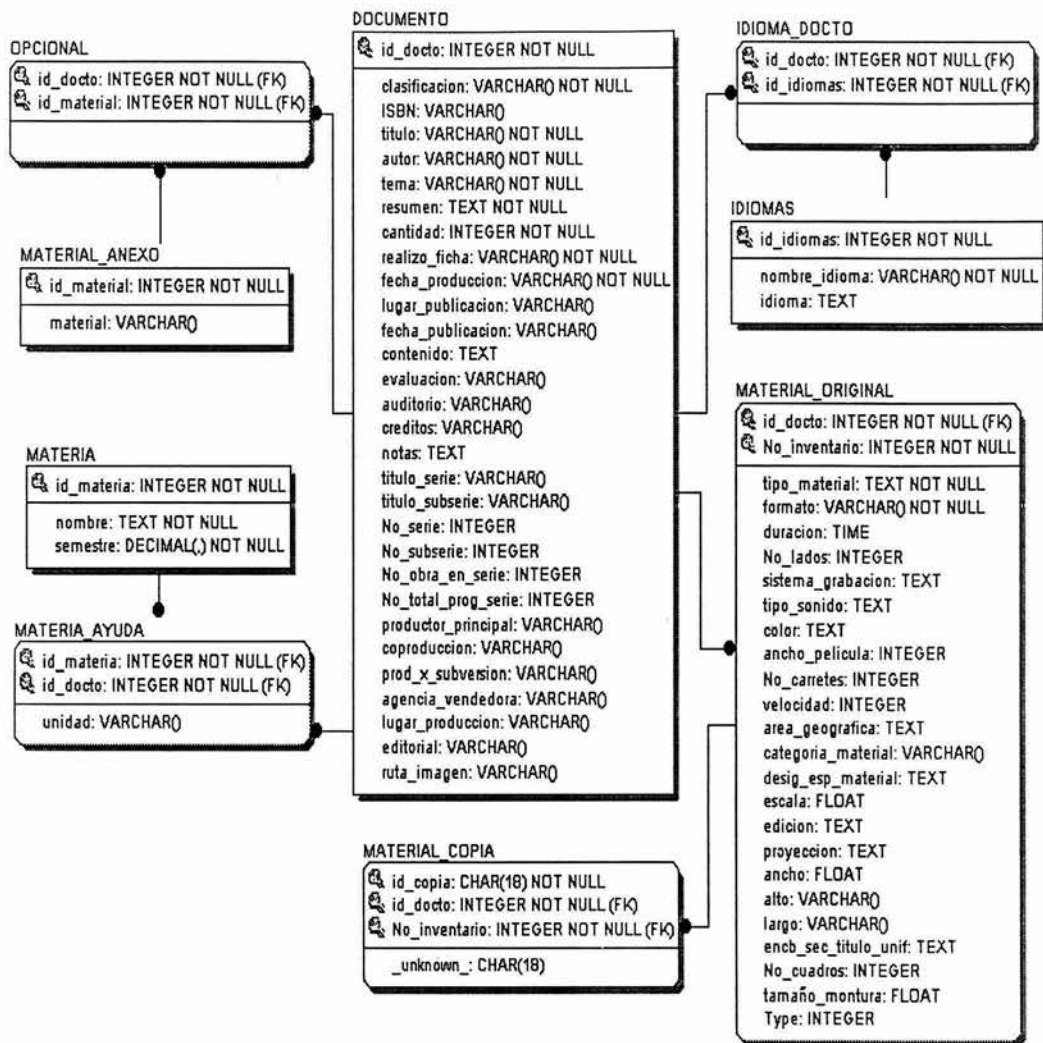 OPCIONAL
id_docto: INTEGER NOT NULL (FK)
id_material: INTEGER NOT NULL (FK)
MATERIAL_ANEXO
id_material: INTEGER NOT NULL
material: VARCHAR()
MATERIA
id_materia: INTEGER NOT NULL
nombre: TEXT NOT NULL
semestre: DECIMAL(,) NOT NULL
MATERIA_AYUDA
id_materia: INTEGER NOT NULL (FK)
id_docto: INTEGER NOT NULL (FK)
unidad: VARCHAR()
DOCUMENTO
id_docto: INTEGER NOT NULL
clasificacion: VARCHAR() NOT NULL
ISBN: VARCHAR()
titulo: VARCHAR() NOT NULL
autor: VARCHAR() NOT NULL
tema: VARCHAR() NOT NULL
resumen: TEXT NOT NULL
cantidad: INTEGER NOT NULL
realizo_ficha: VARCHAR() NOT NULL
fecha_produccion: VARCHAR() NOT NULL
lugar_publicacion: VARCHAR()
fecha_publicacion: VARCHAR()
contenido: TEXT
evaluacion: VARCHAR()
auditorio: VARCHAR()
creditos: VARCHAR()
notas: TEXT
titulo_serie: VARCHAR()
titulo_subserie: VARCHAR()
No_serie: INTEGER
No_subserie: INTEGER
No_obra_en_serie: INTEGER
No_total_prog_serie: INTEGER
productor_principal: VARCHAR()
coproduccion: VARCHAR()
prod_x_subversion: VARCHAR()
agencia_vendedora: VARCHAR()
lugar_produccion: VARCHAR()
editorial: VARCHAR()
ruta_imagen: VARCHAR()
MATERIAL_COPIA
id_copia: CHAR(18) NOT NULL
id_docto: INTEGER NOT NULL (FK)
No_inventario: INTEGER NOT NULL (FK)
_unknown_: CHAR(18)
IDIOMA_DOCTO
id_docto: INTEGER NOT NULL (FK)
id_idiomas: INTEGER NOT NULL (FK)
IDIOMAS
id_idiomas: INTEGER NOT NULL
nombre_idioma: VARCHAR() NOT NULL
idioma: TEXT
MATERIAL_ORIGINAL
id_docto: INTEGER NOT NULL (FK)
No_inventario: INTEGER NOT NULL
tipo_material: TEXT NOT NULL
formato: VARCHAR() NOT NULL
duracion: TIME
No_lados: INTEGER
sistema_grabacion: TEXT
tipo_sonido: TEXT
color: TEXT
ancho_pelicula: INTEGER
No_carretes: INTEGER
velocidad: INTEGER
area_geografica: TEXT
categoria_material: VARCHAR()
desig_esp_material: TEXT
escala: FLOAT
edicion: TEXT
proyeccion: TEXT
ancho: FLOAT
alto: VARCHAR()
largo: VARCHAR()
encb_sec_titulo_unif: TEXT
No_cuadros: INTEGER
tamaño_montura: FLOAT
Type: INTEGER